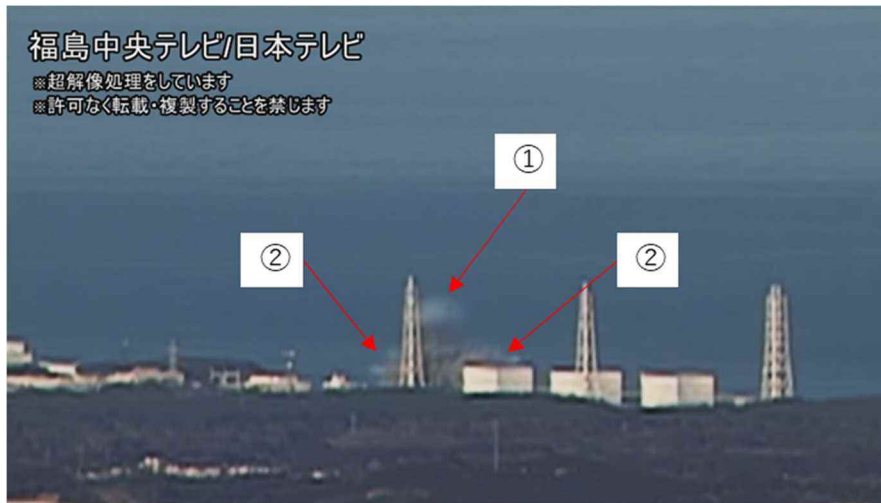 福島中央テレビ/日本テレビ
※超解像処理をしています
※許可なく転載・複製することを禁じます
①
②
②